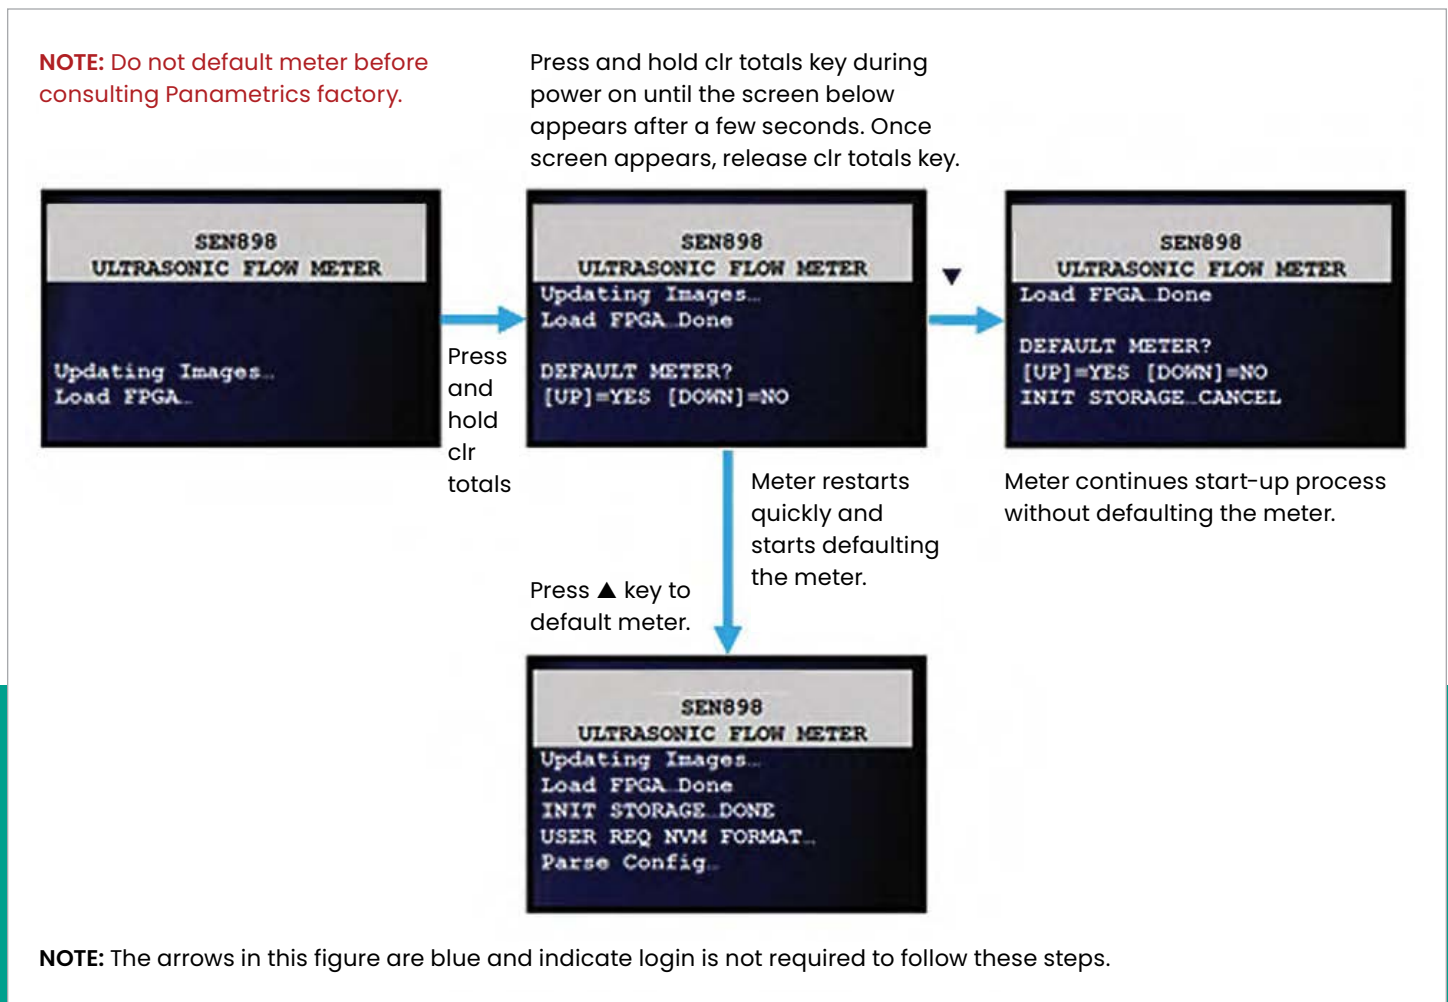 NOTE: Do not default meter before
consulting Panametrics factory.
Press and hold clr totals key during
power on until the screen below
appears after a few seconds. Once
screen appears, release clr totals key.
SEN898
ULTRASONIC FLOW METER
Updating Images…
Load FPGA…
Press
and
hold
clr
totals
SEN898
ULTRASONIC FLOW METER
Updating Images…
Load FPGA…Done
DEFAULT METER?
[UP]=YES [DOWN]=NO
▼
SEN898
ULTRASONIC FLOW METER
Load FPGA…Done
DEFAULT METER?
[UP]=YES [DOWN]=NO
INIT STORAGE…CANCEL
Meter continues start-up process
without defaulting the meter.
Meter restarts
quickly and
starts defaulting
the meter.
Press ▲ key to
default meter.
SEN898
ULTRASONIC FLOW METER
Updating Images…
Load FPGA…Done
INIT STORAGE…DONE
USER REQ NVM FORMAT…
Parse Config…
NOTE: The arrows in this figure are blue and indicate login is not required to follow these steps.